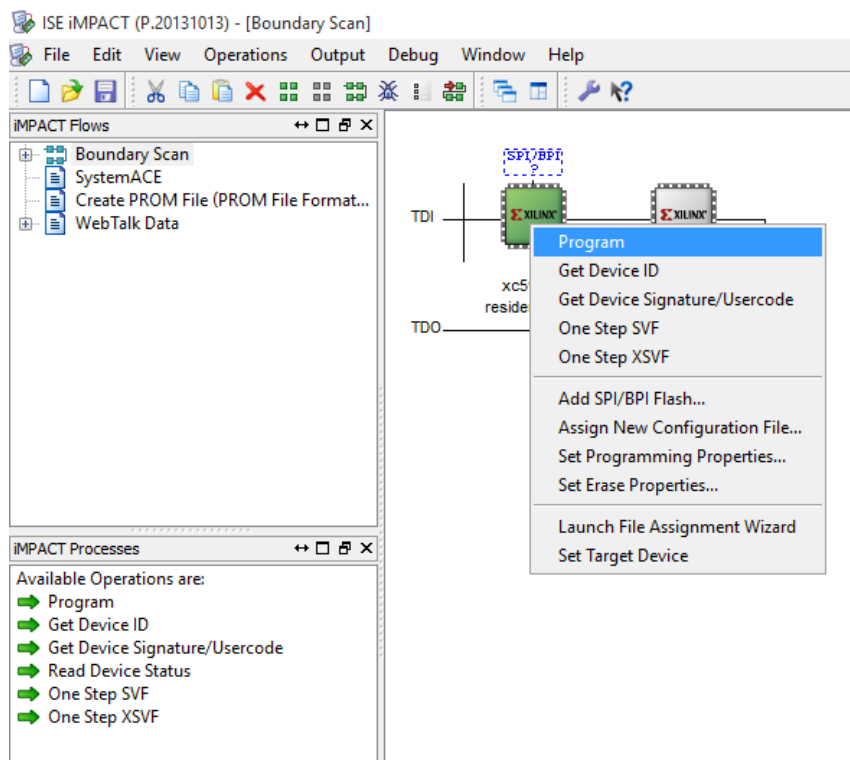 ISE iMPACT (P.20131013) - [Boundary Scan]
File Edit View Operations Output Debug Window Help
iMPACT Flows
Boundary Scan
SystemACE
Create PROM File (PROM File Format...
WebTalk Data
SPI/BPI
?
TDI
XILINX
XILINX
TDO
Program
Get Device ID
Get Device Signature/Usercode
One Step SVF
One Step XSVF
Add SPI/BPI Flash...
Assign New Configuration File...
Set Programming Properties...
Set Erase Properties...
Launch File Assignment Wizard
Set Target Device
iMPACT Processes
Available Operations are:
Program
Get Device ID
Get Device Signature/Usercode
Read Device Status
One Step SVF
One Step XSVF